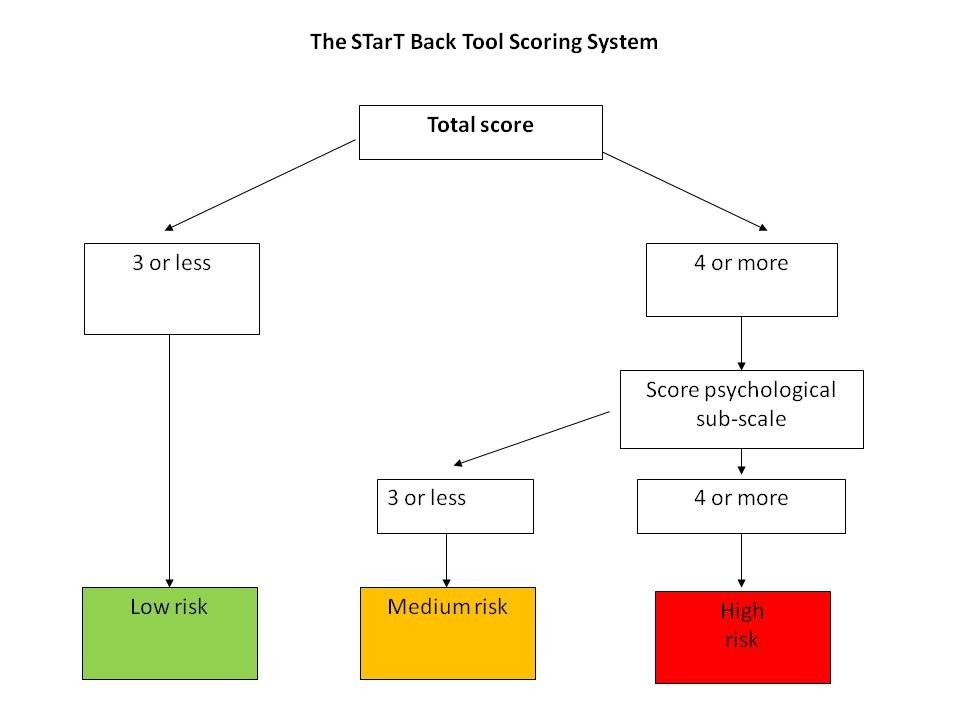 The STarT Back Tool Scoring System
Total score
3 or less
4 or more
Score psychological
sub-scale
3 or less
4 or more
Low risk
Medium risk
High
risk